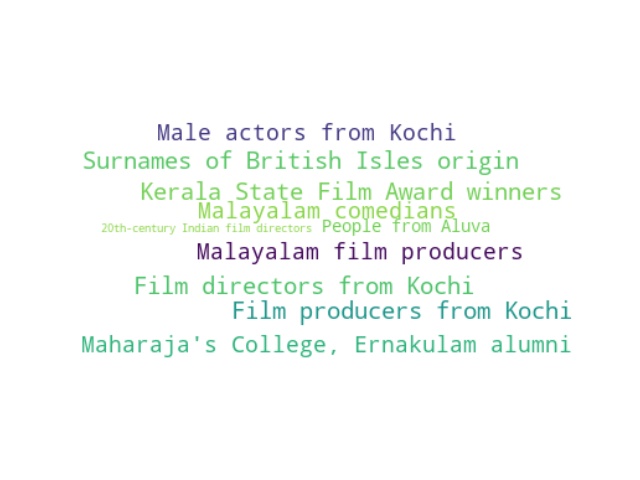 Male actors from Kochi
Surnames of British Isles origin
Kerala State Film Award winners
Malayalam comedians
20th-century Indian film directors People from Aluva
Malayalam film producers
Film directors from Kochi
Film producers from Kochi
Maharaja's College, Ernakulam alumni